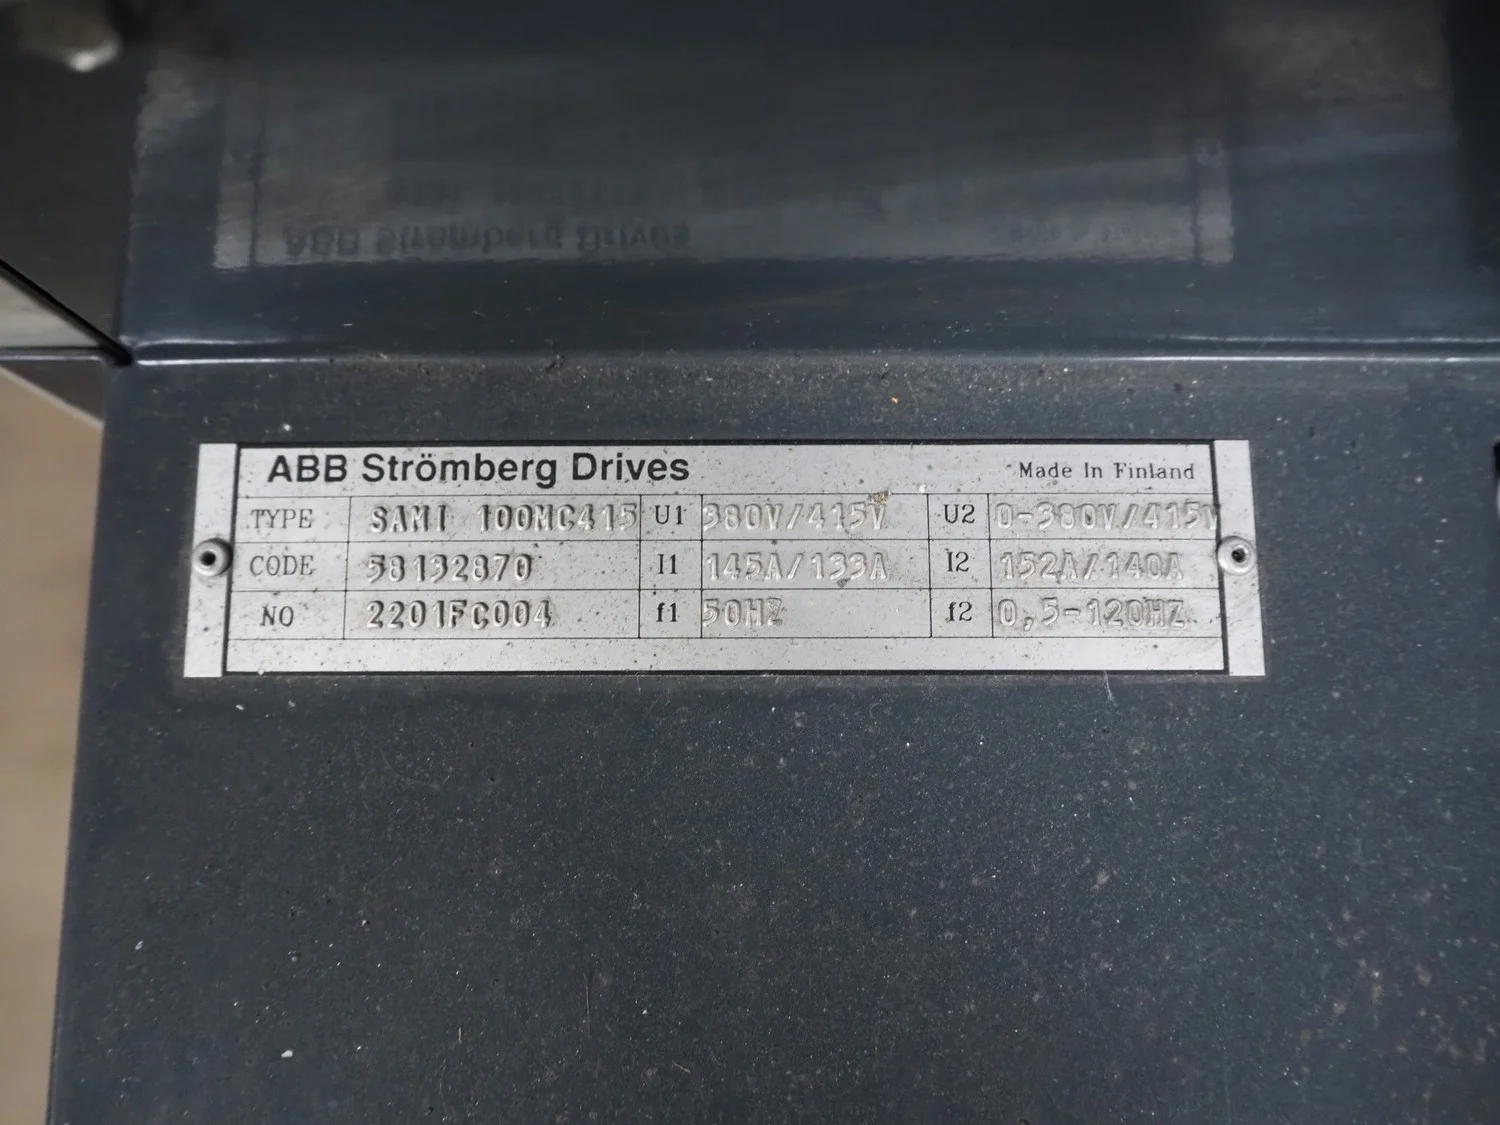 ABB Strömberg Drives Made In Finland
TYPE SAMI 100MC415 U1 380V/415V U2 0-380V/415V
CODE 58132870 I1 145A/133A I2 152A/140A
NO 2201FC004 f1 50HZ f2 0,5-120HZ